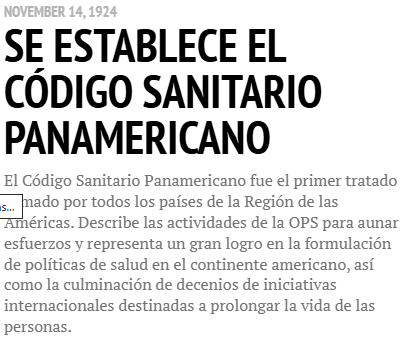 NOVEMBER 14, 1924
SE ESTABLECE EL
CÓDIGO SANITARIO
PANAMERICANO
El Código Sanitario Panamericano fue el primer tratado
mado por todos los países de la Región de las
s...
Américas. Describe las actividades de la OPS para aunar
esfuerzos y representa un gran logro en la formulación
de políticas de salud en el continente americano, así
como la culminación de decenios de iniciativas
internacionales destinadas a prolongar la vida de las
personas.